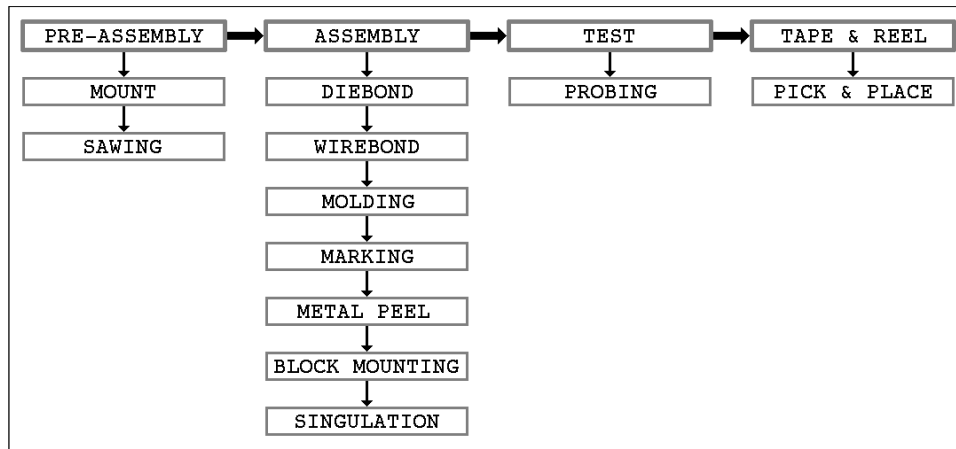 PRE-ASSEMBLY
ASSEMBLY
TEST
TAPE & REEL
MOUNT
DIEBOND
PROBING
PICK & PLACE
SAWING
WIREBOND
MOLDING
MARKING
METAL PEEL
BLOCK MOUNTING
SINGULATION